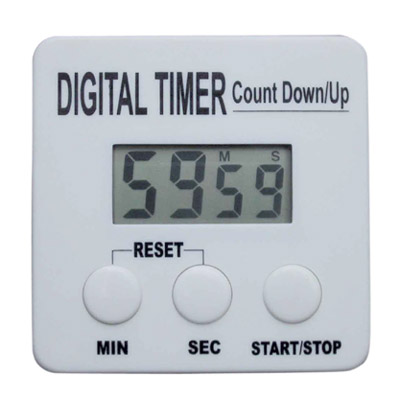 DIGITAL TIMER Count Down/Up
M S
59 59
RESET
MIN SEC START/STOP